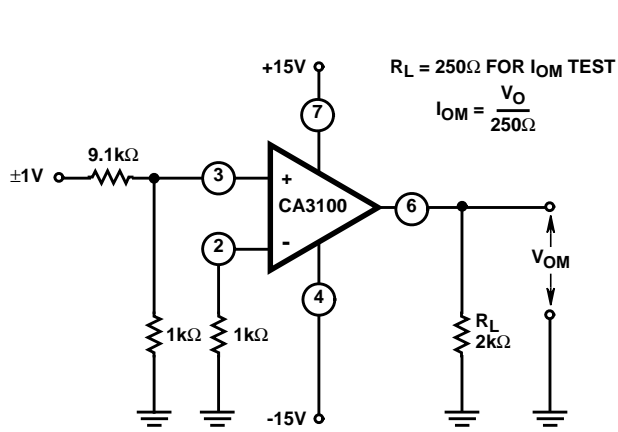 +15V
R_L = 250Ω FOR I_OM TEST
I_OM = V_O / 250Ω
7
9.1kΩ
±1V
3
+
CA3100
6
2
-
V_OM
4
1kΩ
1kΩ
R_L
2kΩ
-15V